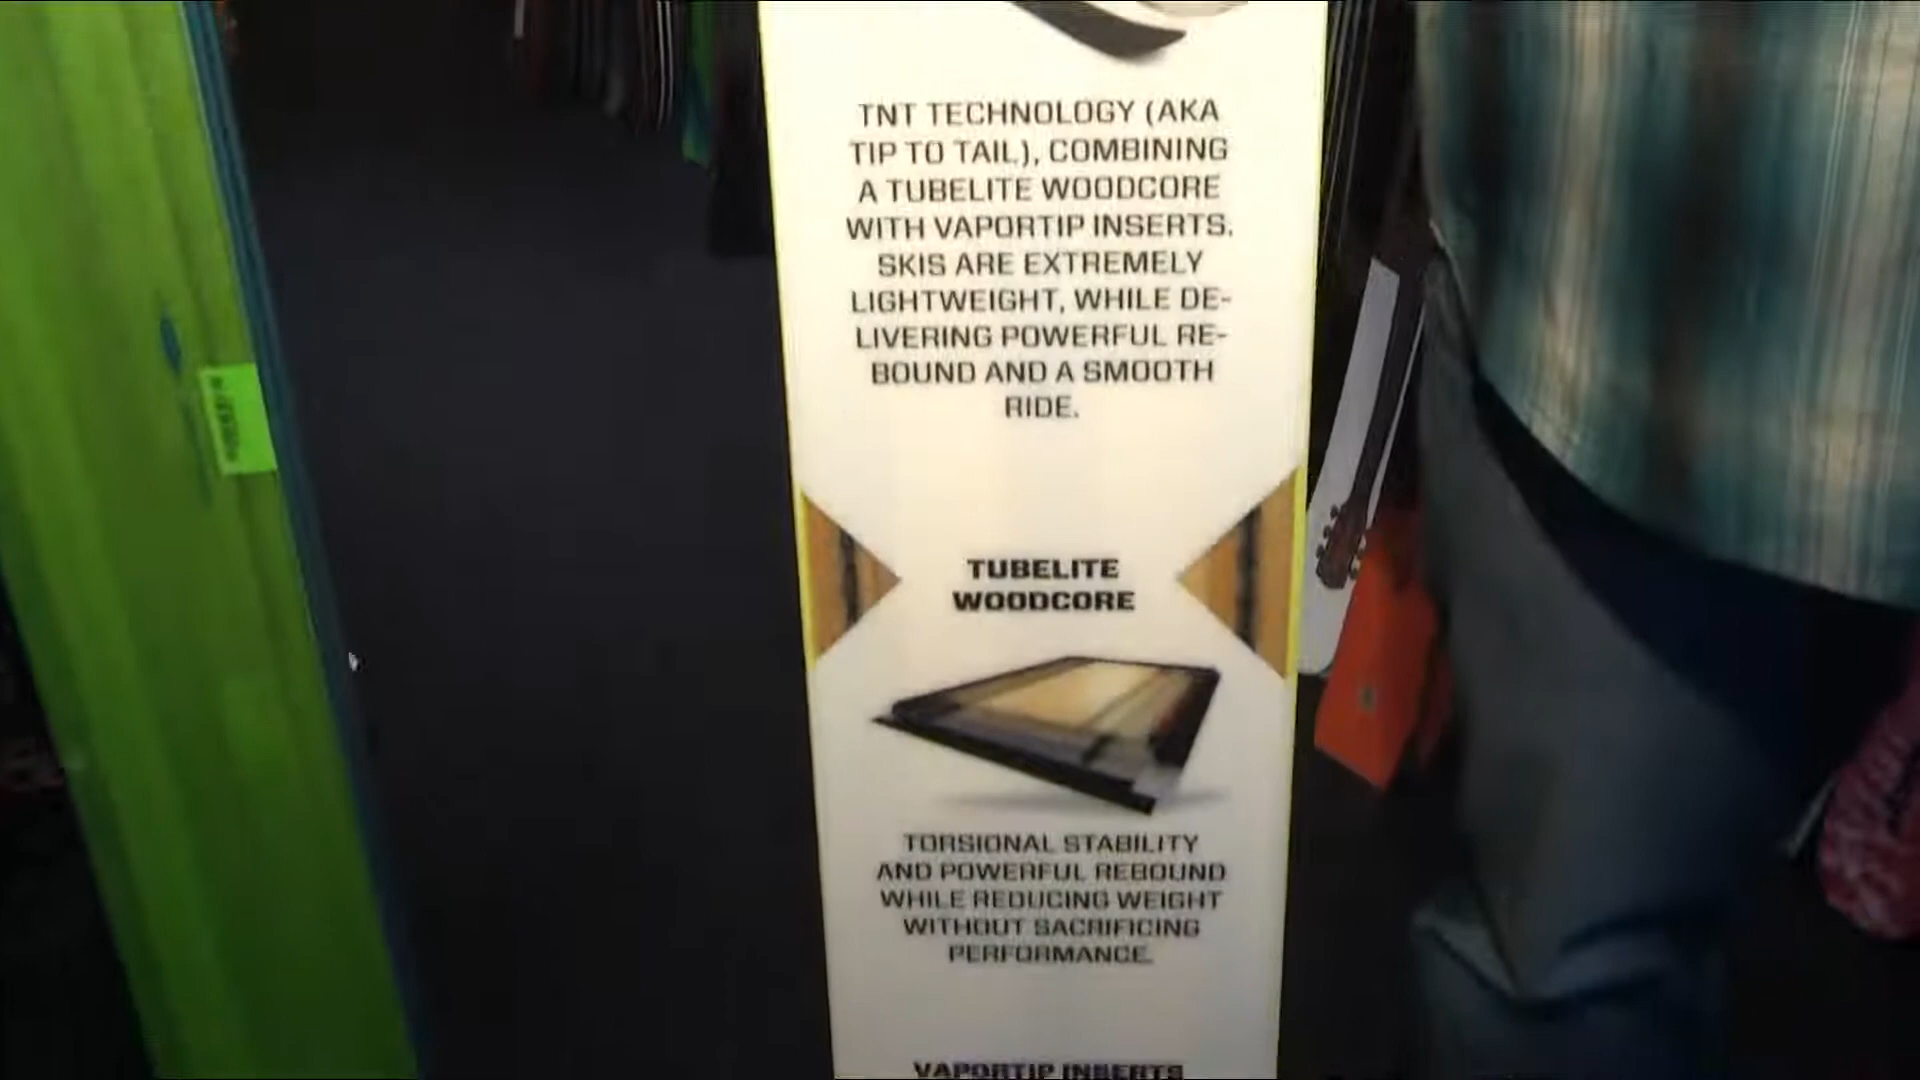 TNT TECHNOLOGY (AKA
TIP TO TAIL), COMBINING
A TUBELITE WOODCORE
WITH VAPORTIP INSERTS.
SKIS ARE EXTREMELY
LIGHTWEIGHT, WHILE DE-
LIVERING POWERFUL RE-
BOUND AND A SMOOTH
RIDE.
TUBELITE
WOODCORE
TORSIONAL STABILITY
AND POWERFUL REBOUND
WHILE REDUCING WEIGHT
WITHOUT SACRIFICING
PERFORMANCE.
VAPORTIP INSERTS